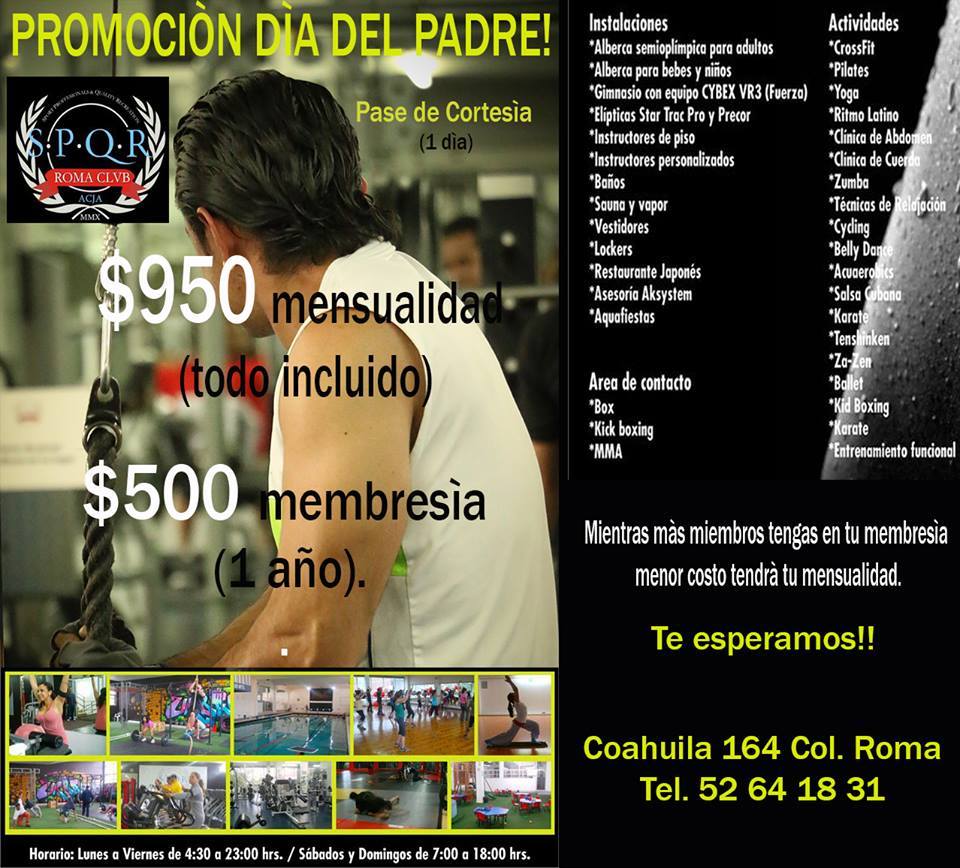 PROMOCIÒN DÌA DEL PADRE!
SPORT PROFESSIONALS & QUALITY RECREATION
S·P·Q·R
ROMA CLVB
ACJA
MMX
Pase de Cortesìa
(1 dìa)
$950 mensualidad
(todo incluido)
$500 membresìa
(1 año).
.
Horario: Lunes a Viernes de 4:30 a 23:00 hrs. / Sábados y Domingos de 7:00 a 18:00 hrs.
Instalaciones
*Alberca semiolímpica para adultos
*Alberca para bebes y niños
*Gimnasio con equipo CYBEX VR3 (Fuerza)
*Elípticas Star Trac Pro y Precor
*Instructores de piso
*Instructores personalizados
*Baños
*Sauna y vapor
*Vestidores
*Lockers
*Restaurante Japonés
*Asesoría Aksystem
*Aquafiestas
Area de contacto
*Box
*Kick boxing
*MMA
Actividades
*CrossFit
*Pilates
*Yoga
*Ritmo Latino
*Clínica de Abdomen
*Clinica de Cuerda
*Zumba
*Técnicas de Relajación
*Cycling
*Belly Dance
*Acuaerobics
*Salsa Cubana
*Karate
*Tenshinken
*Za-Zen
*Ballet
*Kid Boxing
*Karate
*Entrenamiento funcional
Mientras màs miembros tengas en tu membresìa
menor costo tendrà tu mensualidad.
Te esperamos!!
Coahuila 164 Col. Roma
Tel. 52 64 18 31